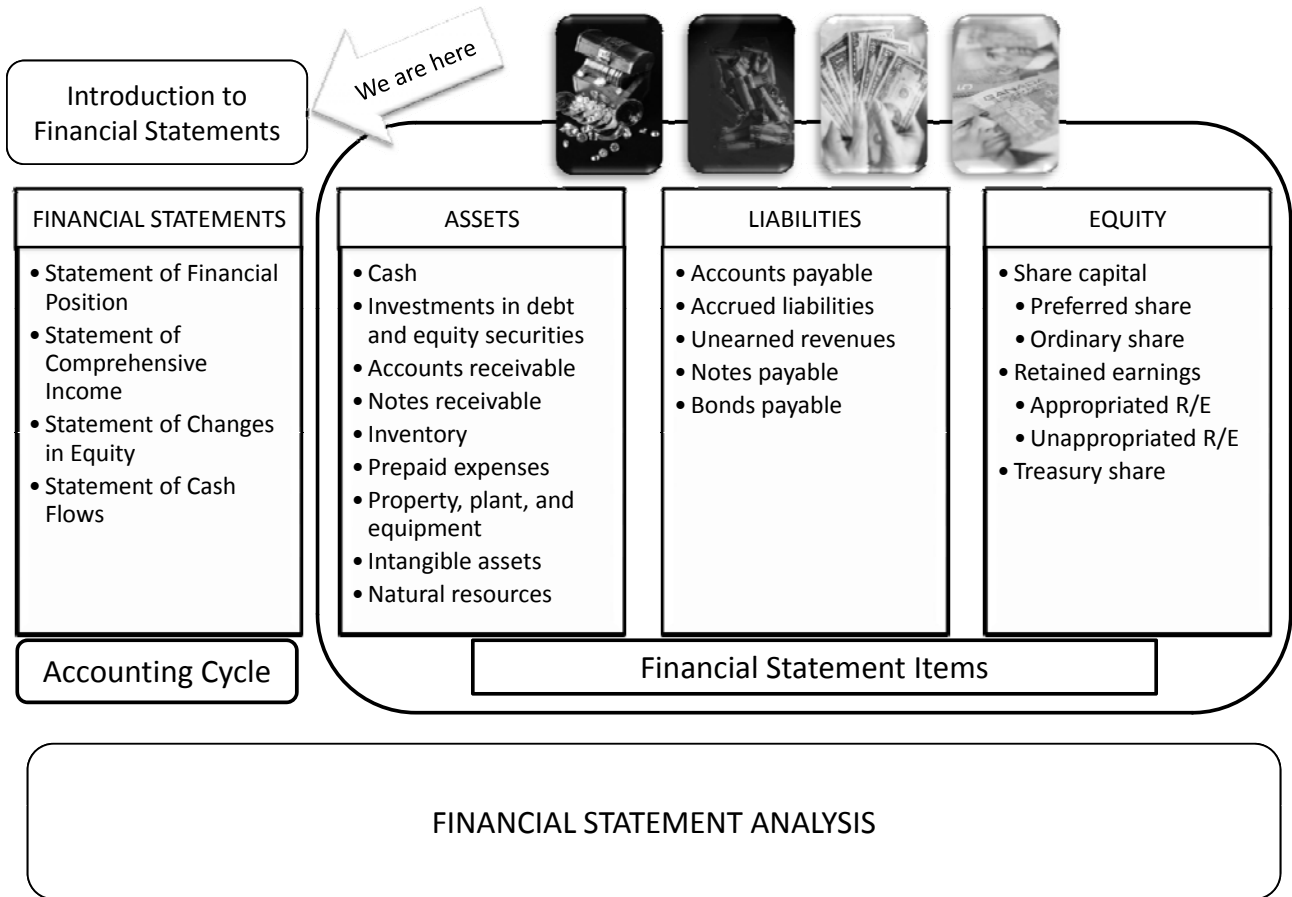 We are here
Introduction to
Financial Statements
FINANCIAL STATEMENTS
• Statement of Financial
Position
• Statement of
Comprehensive
Income
• Statement of Changes
in Equity
• Statement of Cash
Flows
Accounting Cycle
ASSETS
• Cash
• Investments in debt
and equity securities
• Accounts receivable
• Notes receivable
• Inventory
• Prepaid expenses
• Property, plant, and
equipment
• Intangible assets
• Natural resources
LIABILITIES
• Accounts payable
• Accrued liabilities
• Unearned revenues
• Notes payable
• Bonds payable
EQUITY
• Share capital
• Preferred share
• Ordinary share
• Retained earnings
• Appropriated R/E
• Unappropriated R/E
• Treasury share
Financial Statement Items
FINANCIAL STATEMENT ANALYSIS